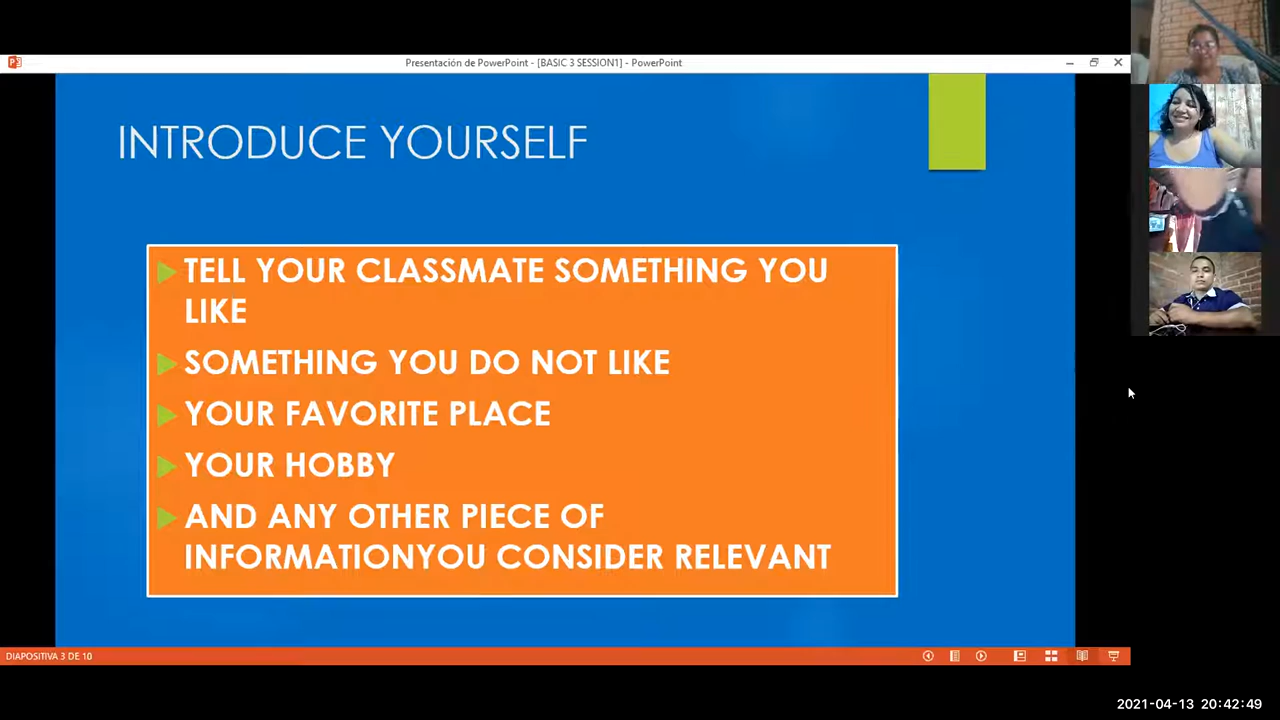 Presentación de PowerPoint - [BASIC 3 SESSION1] - PowerPoint
INTRODUCE YOURSELF
TELL YOUR CLASSMATE SOMETHING YOU
LIKE
SOMETHING YOU DO NOT LIKE
YOUR FAVORITE PLACE
YOUR HOBBY
AND ANY OTHER PIECE OF
INFORMATIONYOU CONSIDER RELEVANT
DIAPOSITIVA 3 DE 10
2021-04-13 20:42:49